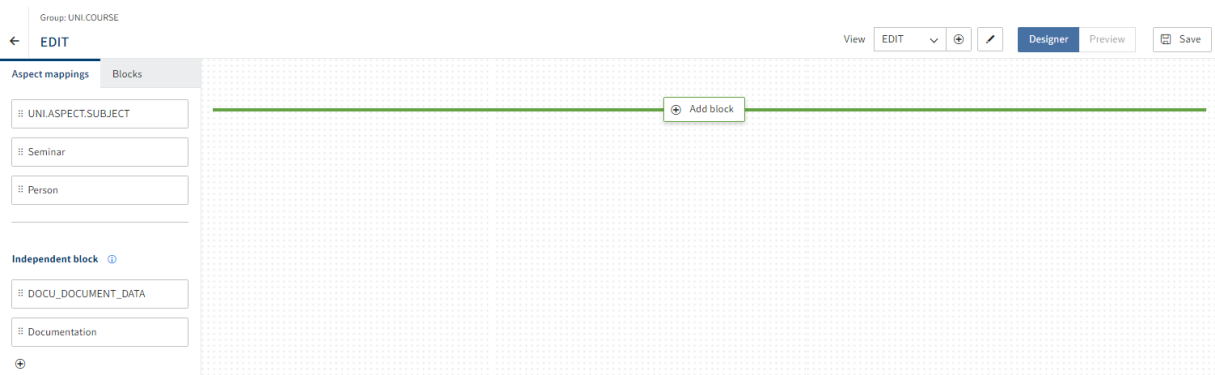 Group: UNI.COURSE
EDIT
View EDIT Designer Preview Save
Aspect mappings Blocks
UNI.ASPECT.SUBJECT
Add block
Seminar
Person
Independent block
DOCU_DOCUMENT_DATA
Documentation